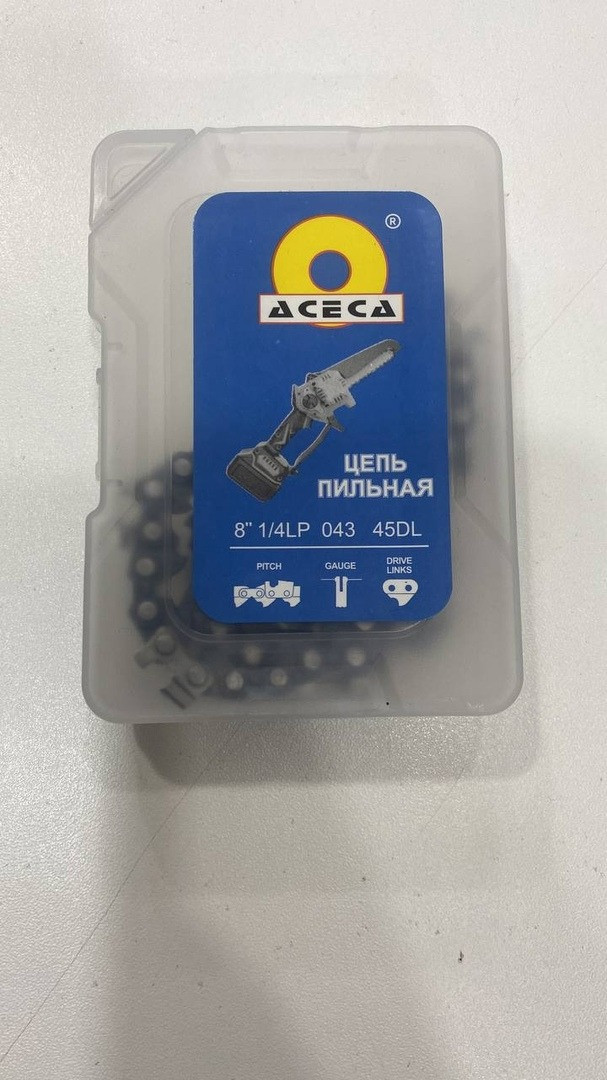 ®
ACECA
ЦЕПЬ
ПИЛЬНАЯ
8" 1/4LP 043 45DL
PITCH GAUGE DRIVE LINKS